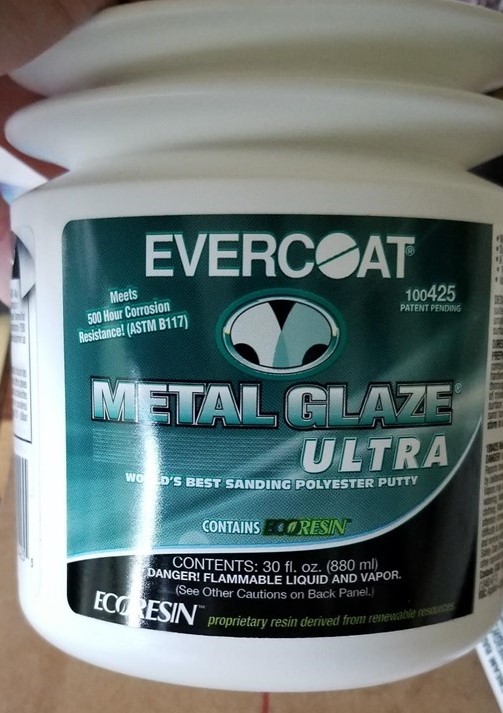 EVERCOAT®
100425
PATENT PENDING
Meets
500 Hour Corrosion
Resistance! (ASTM B117)
METAL GLAZE®
ULTRA
WORLD'S BEST SANDING POLYESTER PUTTY
CONTAINS ECORESIN™
CONTENTS: 30 fl. oz. (880 ml)
DANGER! FLAMMABLE LIQUID AND VAPOR.
(See Other Cautions on Back Panel.)
ECORESIN™ proprietary resin derived from renewable resources